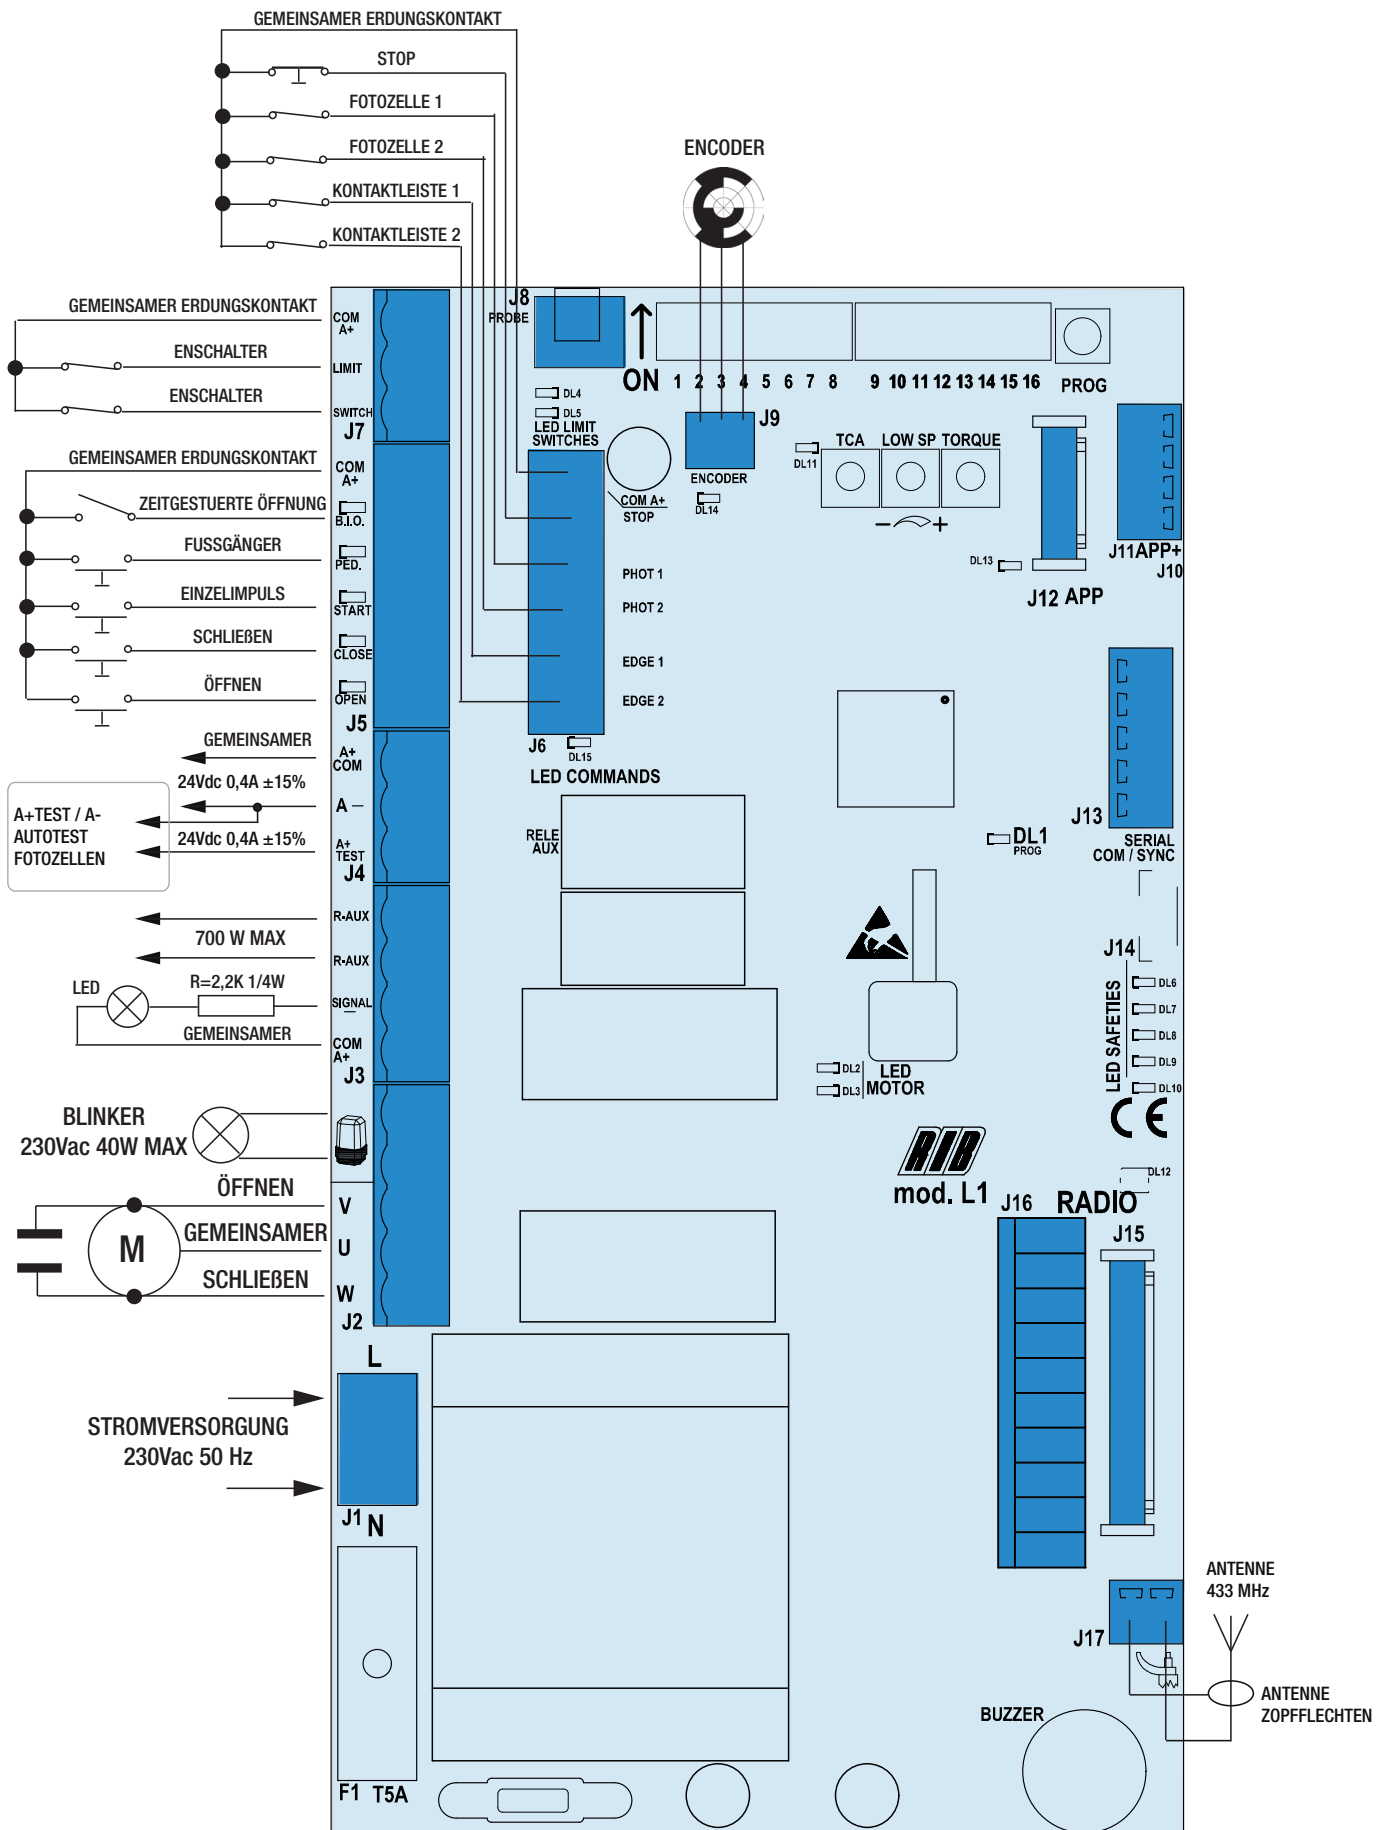 GEMEINSAMER ERDUNGSKONTAKT
STOP
FOTOZELLE 1
FOTOZELLE 2
KONTAKTLEISTE 1
KONTAKTLEISTE 2
ENCODER
GEMEINSAMER ERDUNGSKONTAKT
COM
A+
ENSCHALTER
LIMIT
ENSCHALTER
SWITCH
J7
J8
PROBE
ON
1 2 3 4 5 6 7 8 9 10 11 12 13 14 15 16
PROG
DL4
DL5
LED LIMIT
SWITCHES
J9
ENCODER
DL14
COM A+
STOP
DL11
TCA LOW SP TORQUE
− +
DL13
J12 APP
J11 APP+
J10
GEMEINSAMER ERDUNGSKONTAKT
COM
A+
ZEITGESTUERTE ÖFFNUNG
B.I.O.
FUSSGÄNGER
PED.
EINZELIMPULS
START
SCHLIEßEN
CLOSE
ÖFFNEN
OPEN
J5
PHOT 1
PHOT 2
EDGE 1
EDGE 2
J6
DL15
LED COMMANDS
GEMEINSAMER
A+
COM
24Vdc 0,4A ±15%
A −
A+TEST / A-
AUTOTEST
FOTOZELLEN
24Vdc 0,4A ±15%
A+
TEST
J4
RELE
AUX
DL1
PROG
J13
SERIAL
COM / SYNC
R-AUX
700 W MAX
R-AUX
LED
R=2,2K 1/4W
SIGNAL
−
GEMEINSAMER
COM
A+
J3
J14
LED SAFETIES
DL6
DL7
DL8
DL9
DL10
DL2
DL3
LED
MOTOR
CE
BLINKER
230Vac 40W MAX
RIB
mod. L1
DL12
J16
RADIO
J15
ÖFFNEN
V
M
GEMEINSAMER
U
SCHLIEßEN
W
J2
L
STROMVERSORGUNG
230Vac 50 Hz
J1
N
F1 T5A
ANTENNE
433 MHz
J17
ANTENNE
ZOPFFLECHTEN
BUZZER